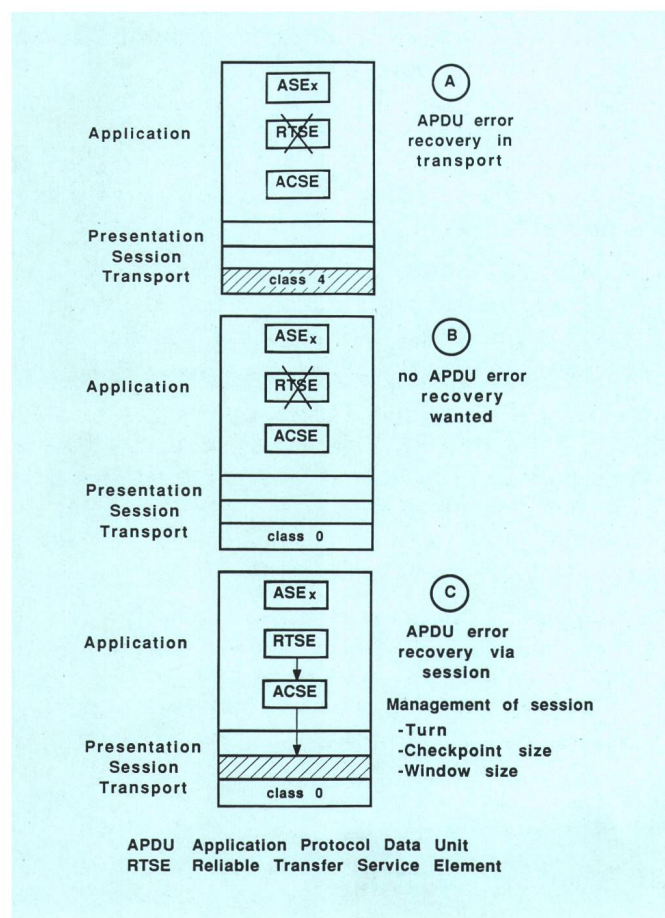 ASEx
A
APDU error
recovery in
transport
Application
RTSE
ACSE
Presentation
Session
Transport
class 4
ASEx
B
no APDU error
recovery
wanted
Application
RTSE
ACSE
Presentation
Session
Transport
class 0
ASEx
C
APDU error
recovery via
session
Application
RTSE
ACSE
Management of session
-Turn
-Checkpoint size
-Window size
Presentation
Session
Transport
class 0
APDU Application Protocol Data Unit
RTSE Reliable Transfer Service Element